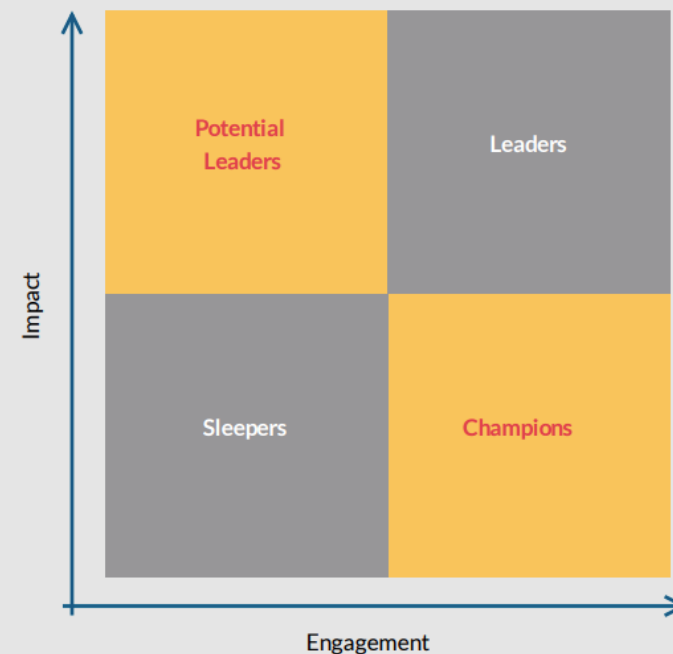 Potential
Leaders
Leaders
Impact
Sleepers
Champions
Engagement